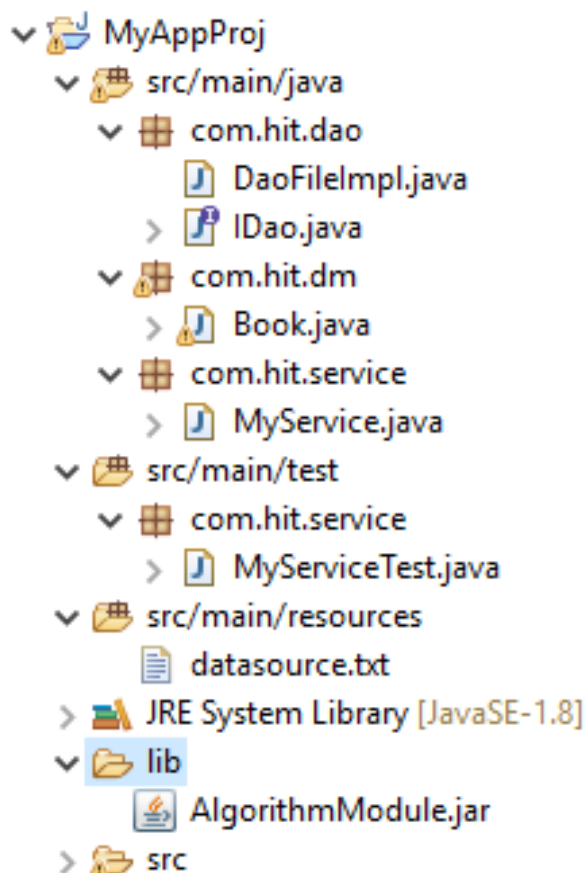 MyAppProj
src/main/java
com.hit.dao
DaoFileImpl.java
IDao.java
com.hit.dm
Book.java
com.hit.service
MyService.java
src/main/test
com.hit.service
MyServiceTest.java
src/main/resources
datasource.txt
JRE System Library [JavaSE-1.8]
lib
AlgorithmModule.jar
src